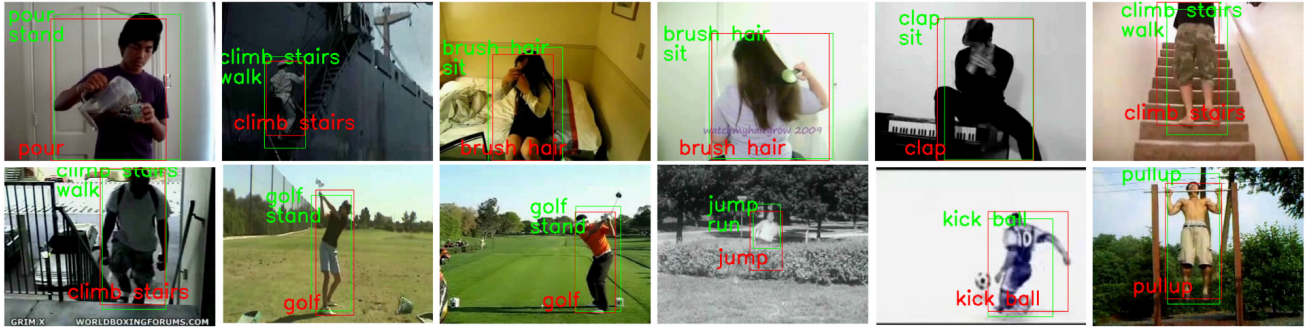 pour
stand
pour
climb stairs
walk
climb stairs
brush hair
sit
brush hair
brush hair
sit
watchmyhairgrow 2009
brush hair
clap
sit
clap
climb stairs
walk
climb stairs
climb stairs
walk
climb stairs
GRIM:X WORLDBOXINGFORUMS.COM
golf
stand
golf
golf
stand
golf
jump
run
jump
kick ball
10
kick ball
pullup
pullup